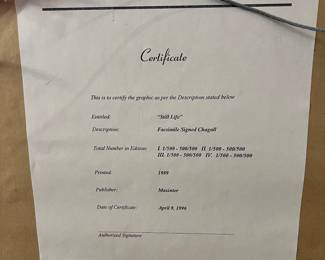 Certificate
This is to certify the graphic as per the Description stated below
Entitled: "Still Life"
Description: Facsimile Signed Chagall
Total Number in Edition: I. 1/500 - 500/500 II. 1/500 - 500/500
III. 1/500 - 500/500 IV. 1/500 - 500/500
Printed: 1989
Publisher: Maximter
Date of Certificate: April 9, 1996
Authorized Signature